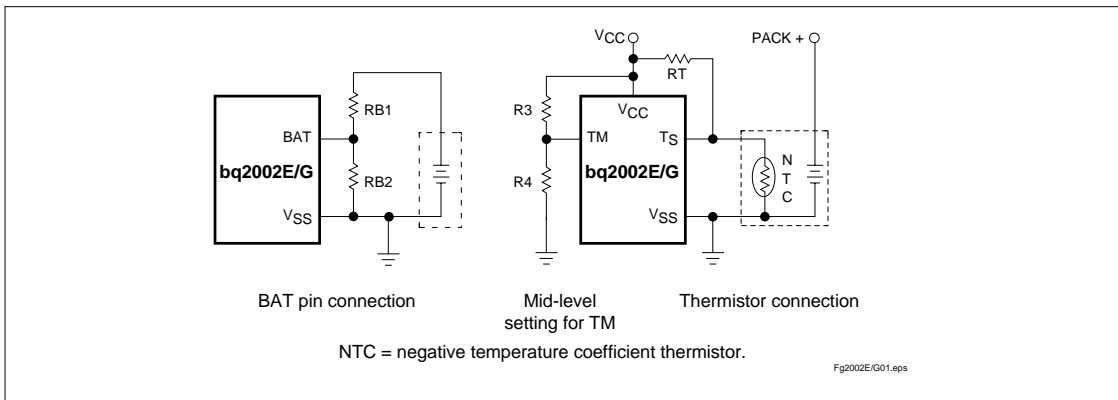 BAT
bq2002E/G
VSS
RB1
RB2
BAT pin connection
VCC
RT
R3
R4
VCC
TM
TS
bq2002E/G
VSS
Mid-level
setting for TM
PACK +
N
T
C
Thermistor connection
NTC = negative temperature coefficient thermistor.
Fg2002E/G01.eps